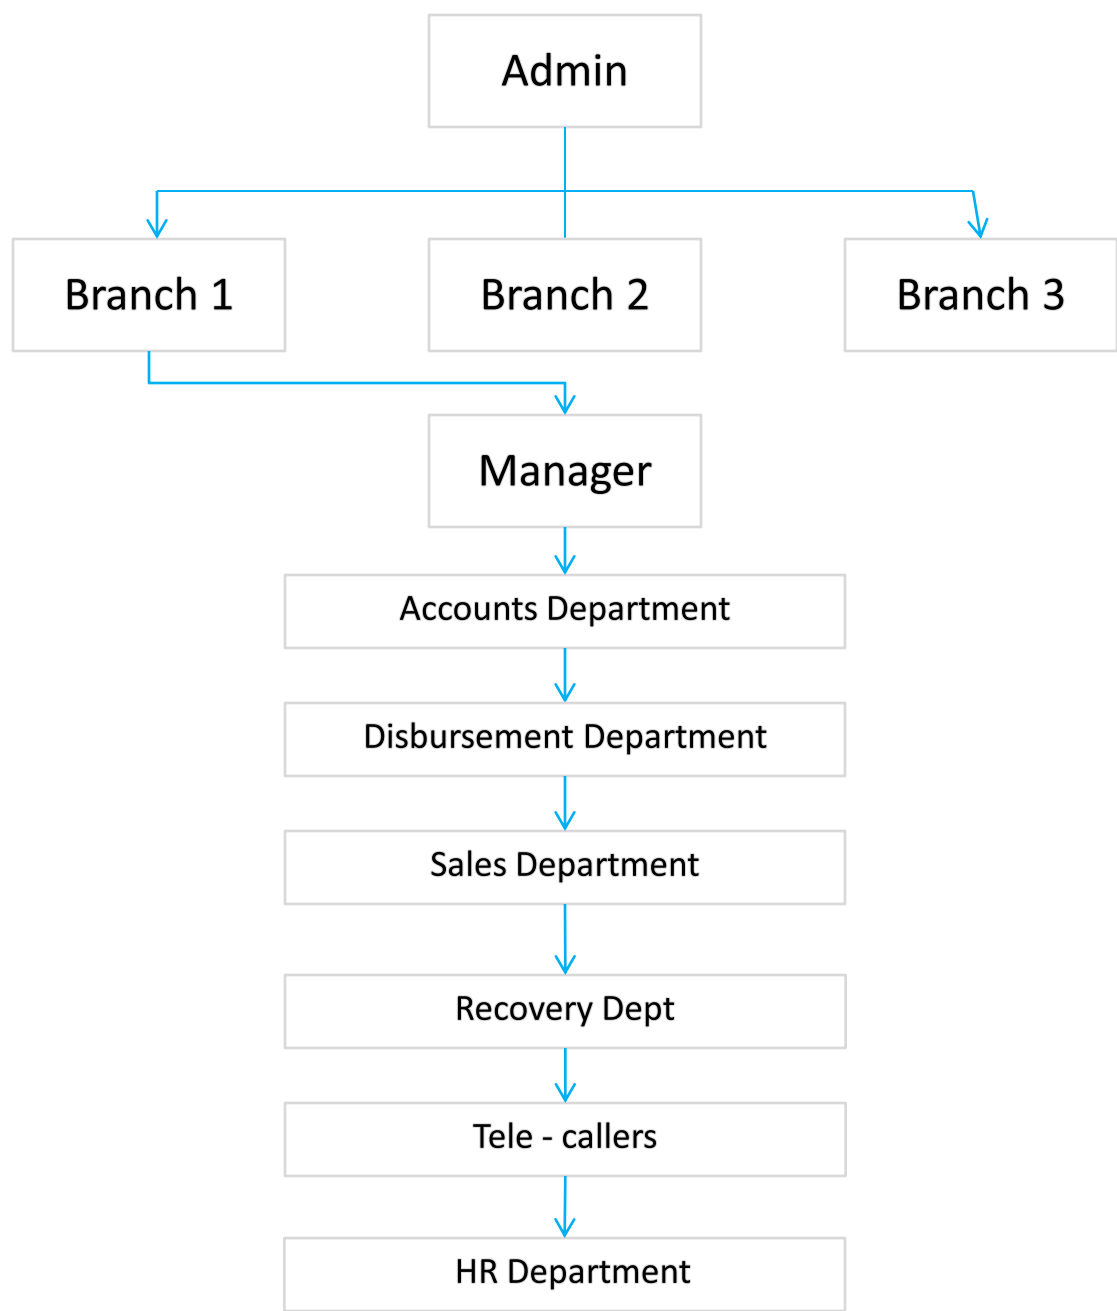 Admin
Branch 1
Branch 2
Branch 3
Manager
Accounts Department
Disbursement Department
Sales Department
Recovery Dept
Tele - callers
HR Department